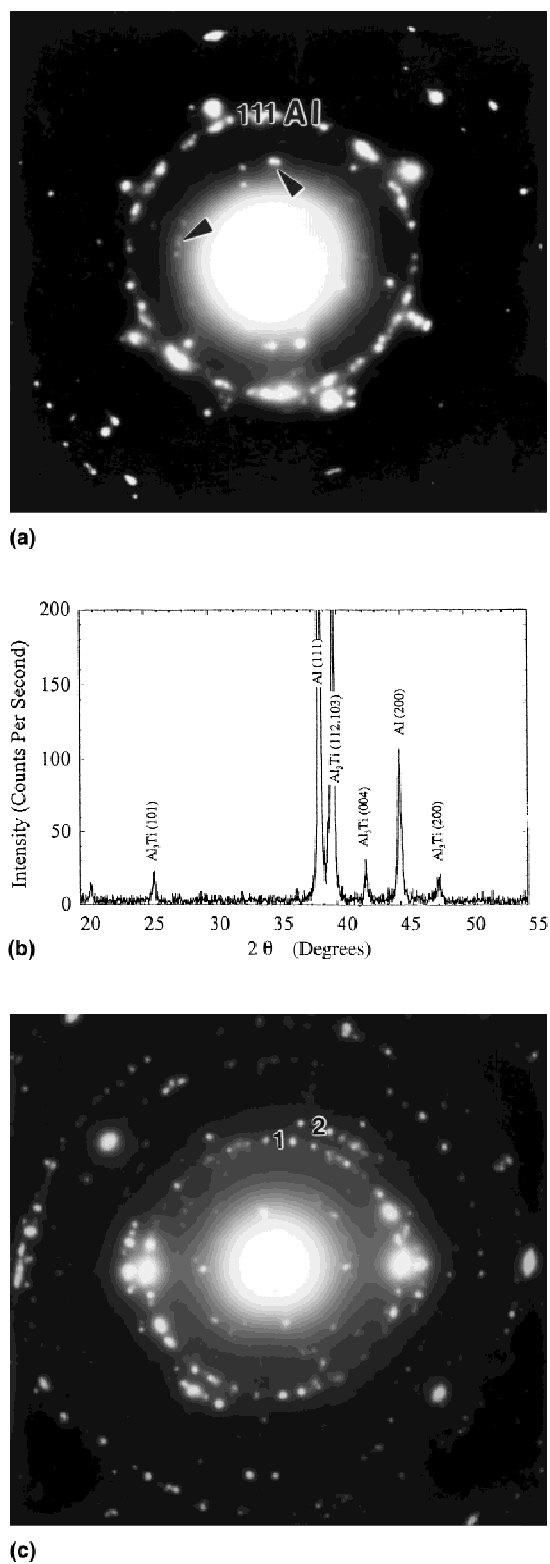 111 Al
(a)
200
150
100
50
0
Intensity (Counts Per Second)
Al3Ti (101)
Al (111)
Al3Ti (112,103)
Al3Ti (004)
Al (200)
Al3Ti (200)
20 25 30 35 40 45 50 55
2 θ (Degrees)
(b)
1 2
(c)